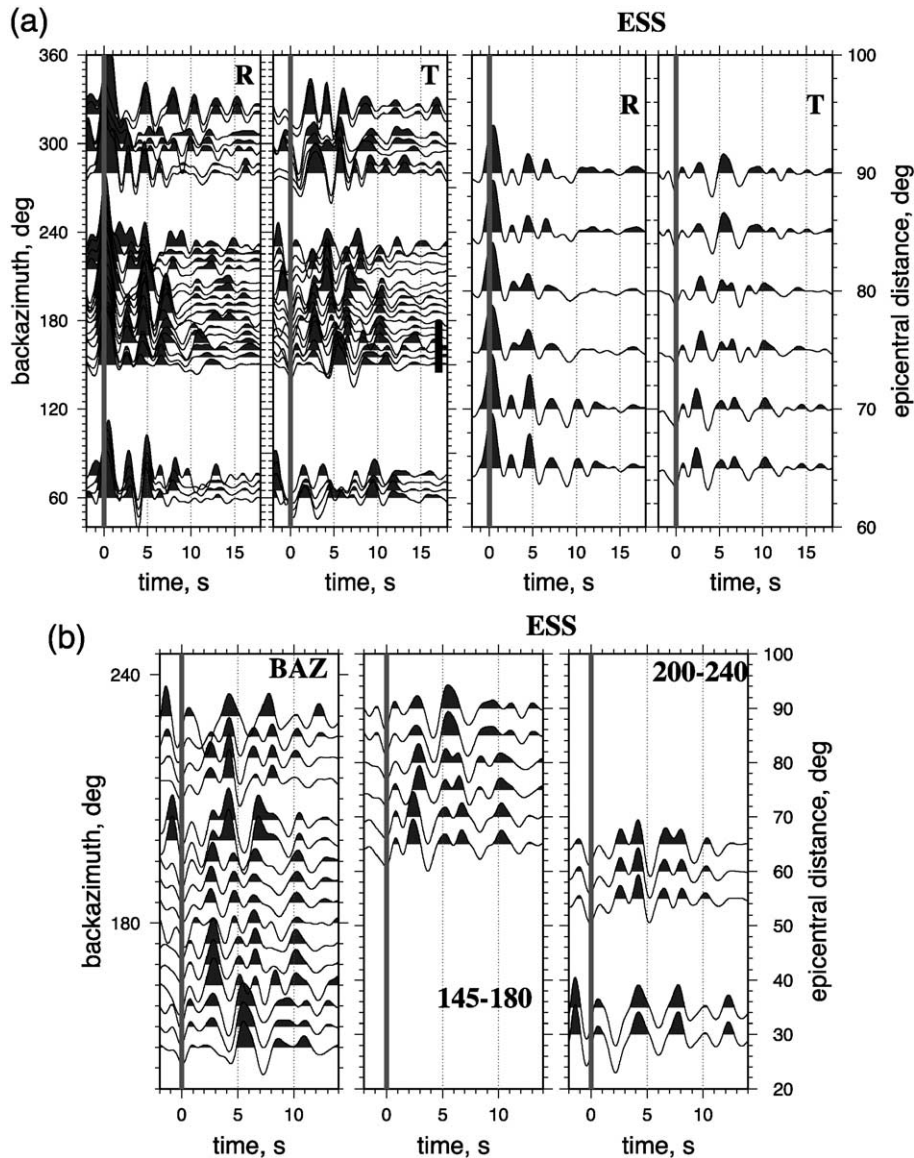 (a)
ESS
R T R T
360
300
240
180
120
60
100
90
80
70
60
backazimuth, deg
epicentral distance, deg
0 5 10 15 0 5 10 15 0 5 10 15 0 5 10 15
time, s time, s time, s time, s
(b)
ESS
BAZ 200-240
145-180
240
180
100
90
80
70
60
50
40
30
20
backazimuth, deg
epicentral distance, deg
0 5 10 0 5 10 0 5 10
time, s time, s time, s